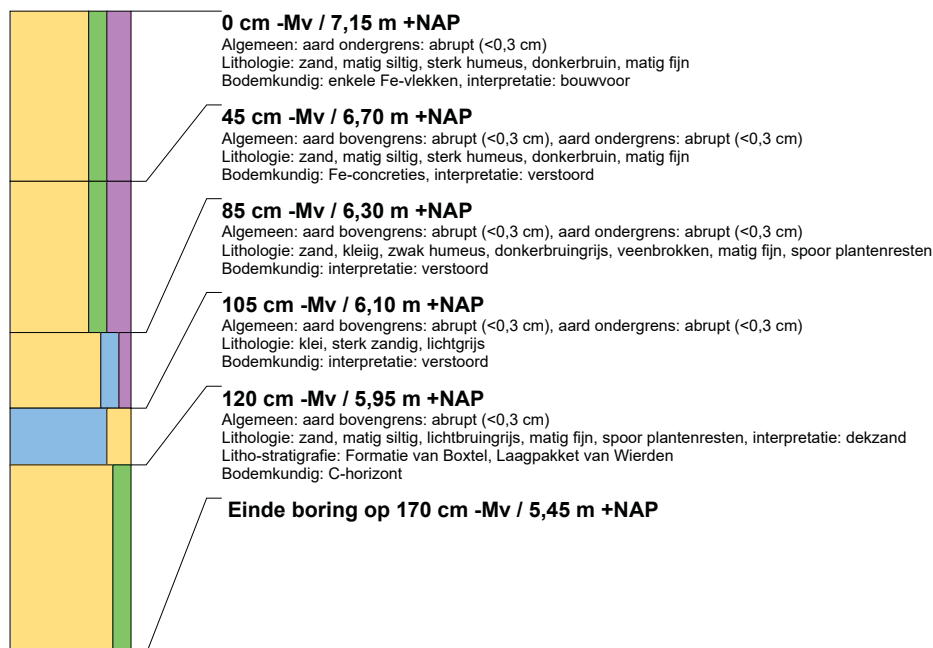 0 cm -Mv / 7,15 m +NAP
Algemeen: aard ondergrens: abrupt (<0,3 cm)
Lithologie: zand, matig siltig, sterk humeus, donkerbruin, matig fijn
Bodemkundig: enkele Fe-vlekken, interpretatie: bouwvoor
45 cm -Mv / 6,70 m +NAP
Algemeen: aard bovengrens: abrupt (<0,3 cm), aard ondergrens: abrupt (<0,3 cm)
Lithologie: zand, matig siltig, sterk humeus, donkerbruin, matig fijn
Bodemkundig: Fe-concreties, interpretatie: verstoord
85 cm -Mv / 6,30 m +NAP
Algemeen: aard bovengrens: abrupt (<0,3 cm), aard ondergrens: abrupt (<0,3 cm)
Lithologie: zand, kleiig, zwak humeus, donkerbruingrijs, veenbrokken, matig fijn, spoor plantenresten
Bodemkundig: interpretatie: verstoord
105 cm -Mv / 6,10 m +NAP
Algemeen: aard bovengrens: abrupt (<0,3 cm), aard ondergrens: abrupt (<0,3 cm)
Lithologie: klei, sterk zandig, lichtgrijs
Bodemkundig: interpretatie: verstoord
120 cm -Mv / 5,95 m +NAP
Algemeen: aard bovengrens: abrupt (<0,3 cm)
Lithologie: zand, matig siltig, lichtbruingrijs, matig fijn, spoor plantenresten, interpretatie: dekzand
Litho-stratigrafie: Formatie van Boxtel, Laagpakket van Wierden
Bodemkundig: C-horizont
Einde boring op 170 cm -Mv / 5,45 m +NAP